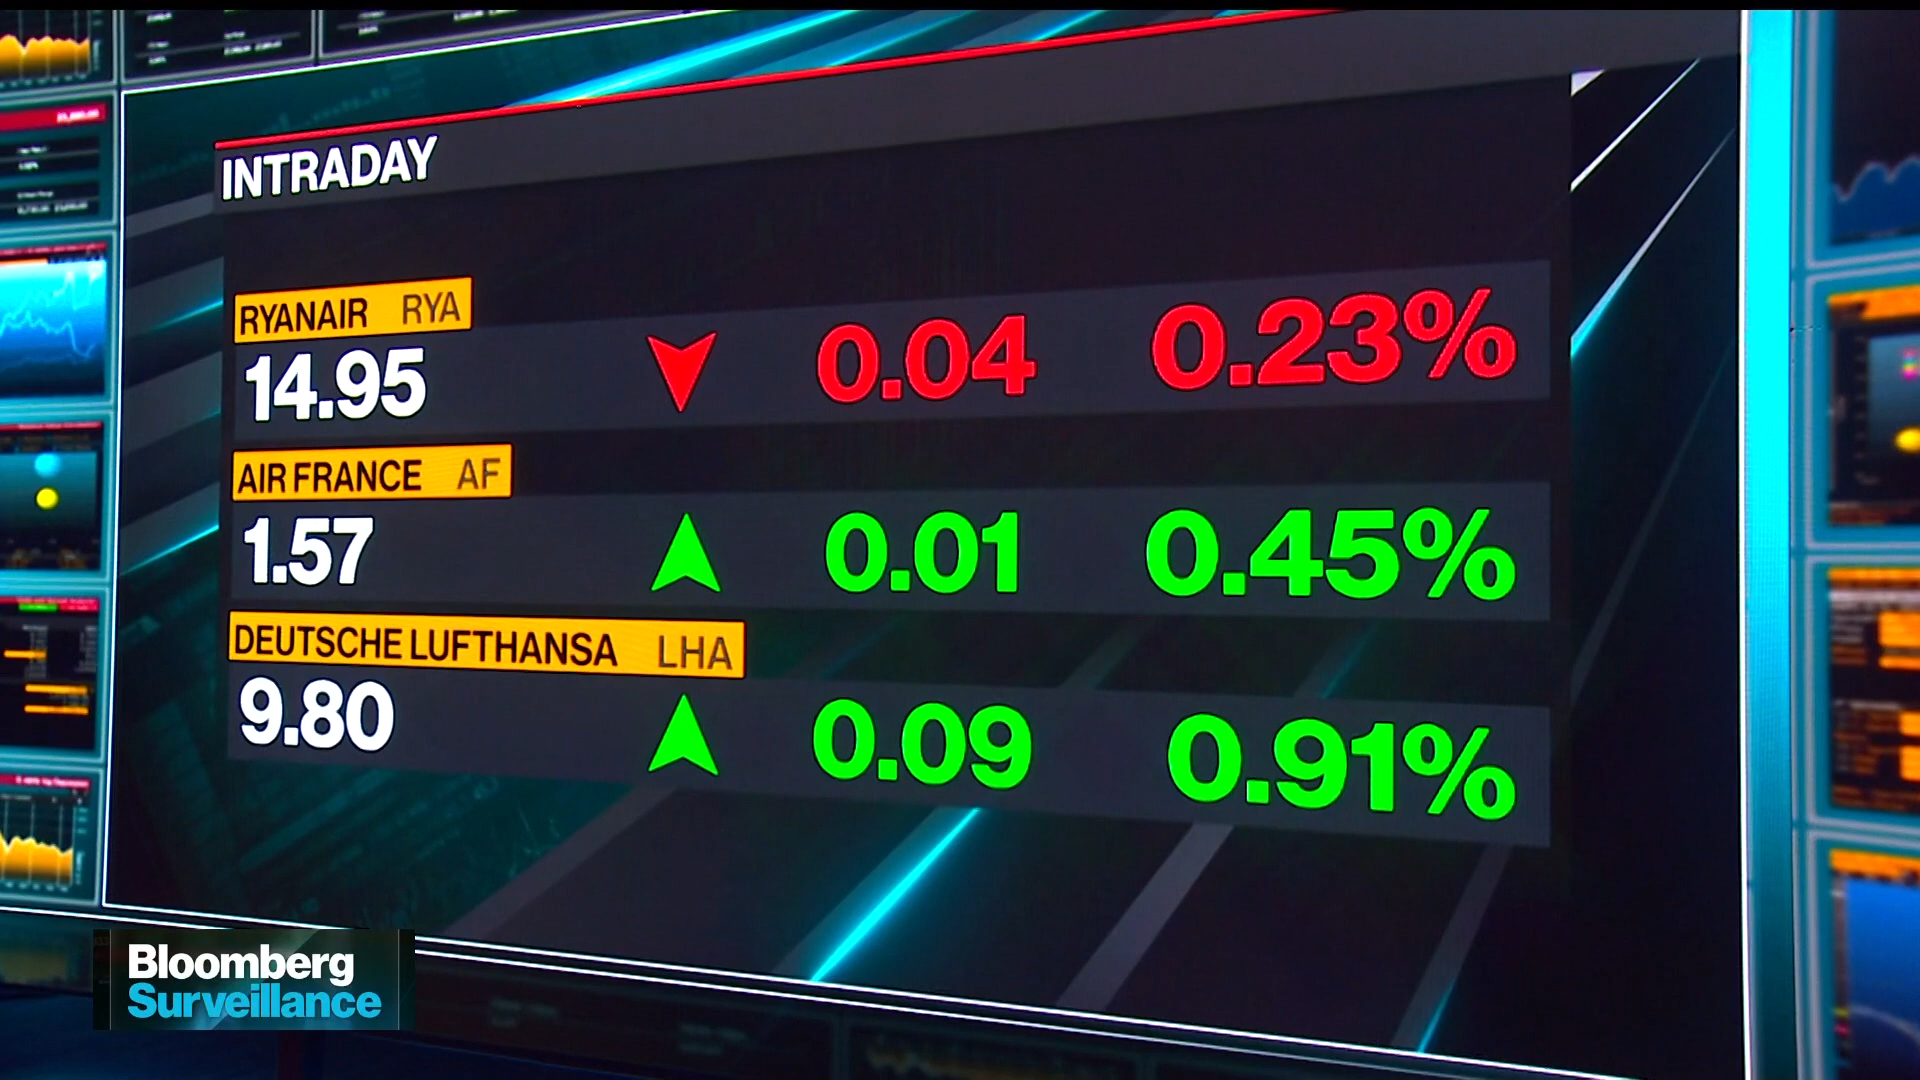 INTRADAY
RYANAIR RYA
14.95 0.04 0.23%
AIR FRANCE AF
1.57 0.01 0.45%
DEUTSCHE LUFTHANSA LHA
9.80 0.09 0.91%
Bloomberg
Surveillance